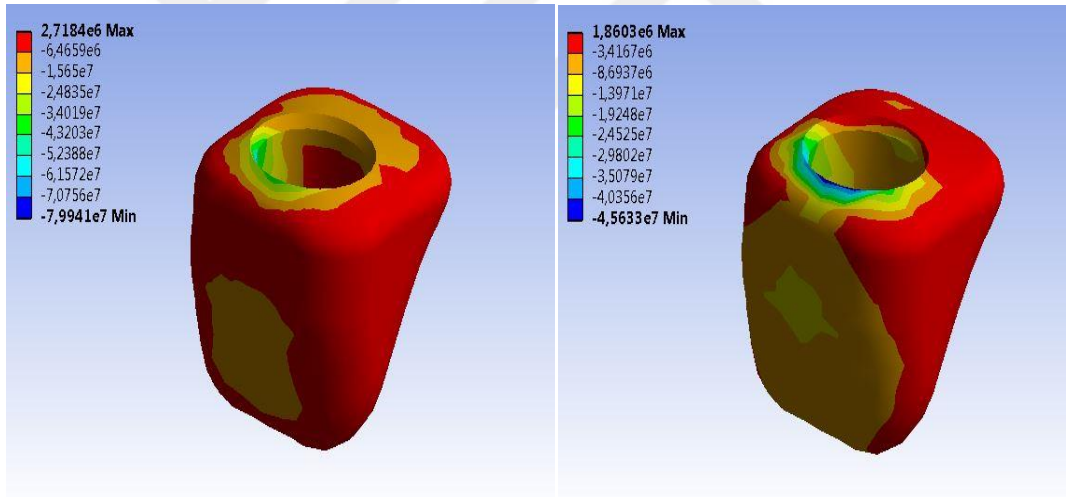 2,7184e6 Max
-6,4659e6
-1,565e7
-2,4835e7
-3,4019e7
-4,3203e7
-5,2388e7
-6,1572e7
-7,0756e7
-7,9941e7 Min
1,8603e6 Max
-3,4167e6
-8,6937e6
-1,3971e7
-1,9248e7
-2,4525e7
-2,9802e7
-3,5079e7
-4,0356e7
-4,5633e7 Min